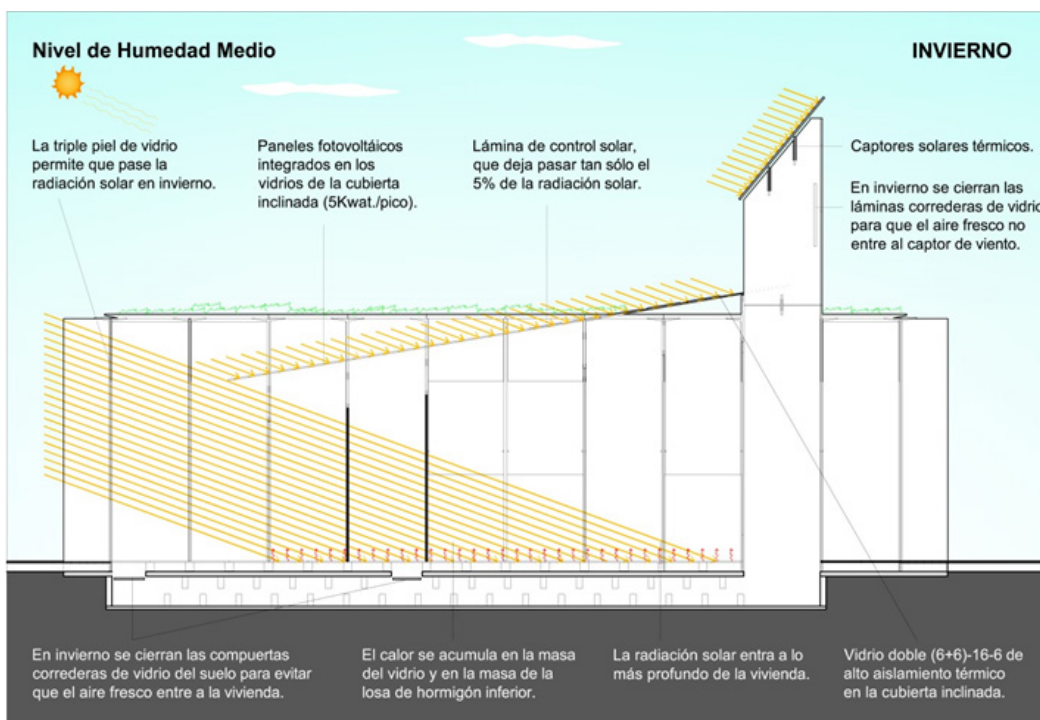 Nivel de Humedad Medio
INVIERNO
La triple piel de vidrio
permite que pase la
radiación solar en invierno.
Paneles fotovoltáicos
integrados en los
vidrios de la cubierta
inclinada (5Kwat./pico).
Lámina de control solar,
que deja pasar tan sólo el
5% de la radiación solar.
Captores solares térmicos.
En invierno se cierran las
láminas correderas de vidrio
para que el aire fresco no
entre al captor de viento.
En invierno se cierran las compuertas
correderas de vidrio del suelo para evitar
que el aire fresco entre a la vivienda.
El calor se acumula en la masa
del vidrio y en la masa de la
losa de hormigón inferior.
La radiación solar entra a lo
más profundo de la vivienda.
Vidrio doble (6+6)-16-6 de
alto aislamiento térmico
en la cubierta inclinada.